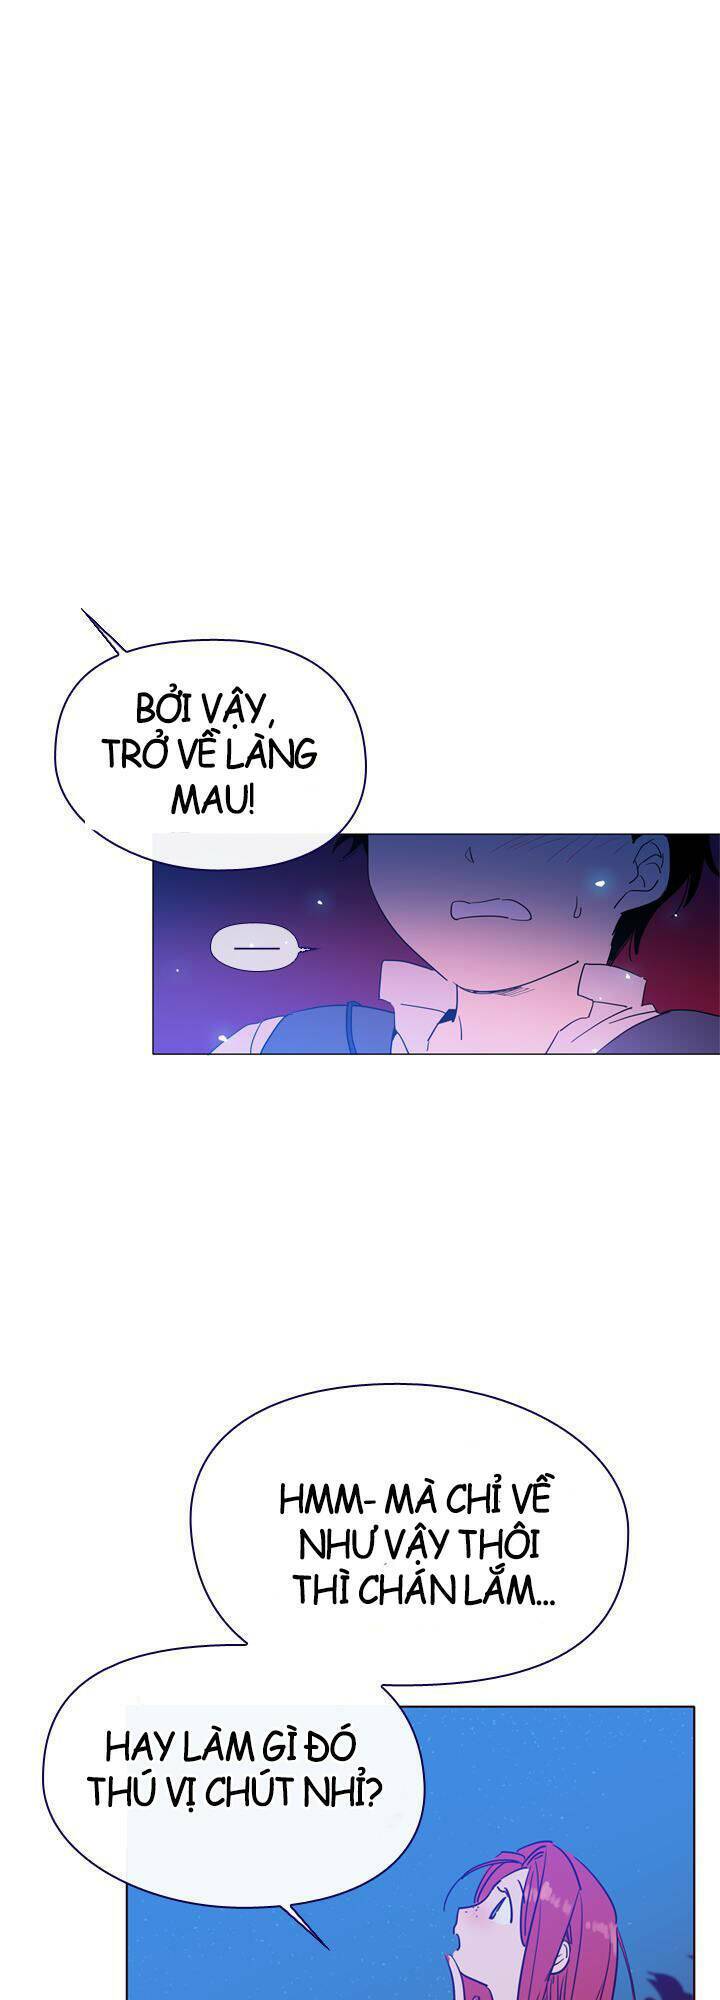 BỞI VẬY,
TRỞ VỀ LÀNG
MAU!
HMM- MÀ CHỈ VỀ
NHƯ VẬY THÔI
THÌ CHÁN LẮM...
HAY LÀM GÌ ĐÓ
THÚ VỊ CHÚT NHỈ?